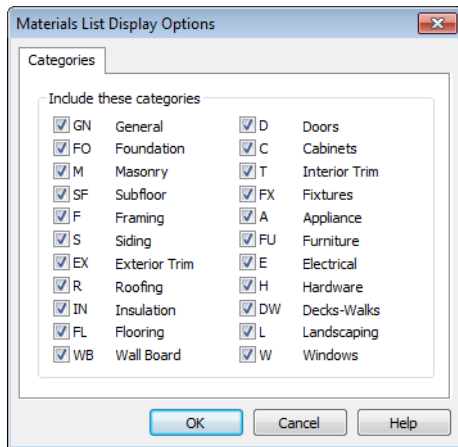 Materials List Display Options
Categories
Include these categories
GN General
FO Foundation
M Masonry
SF Subfloor
F Framing
S Siding
EX Exterior Trim
R Roofing
IN Insulation
FL Flooring
WB Wall Board
D Doors
C Cabinets
T Interior Trim
FX Fixtures
A Appliance
FU Furniture
E Electrical
H Hardware
DW Decks-Walks
L Landscaping
W Windows
OK Cancel Help